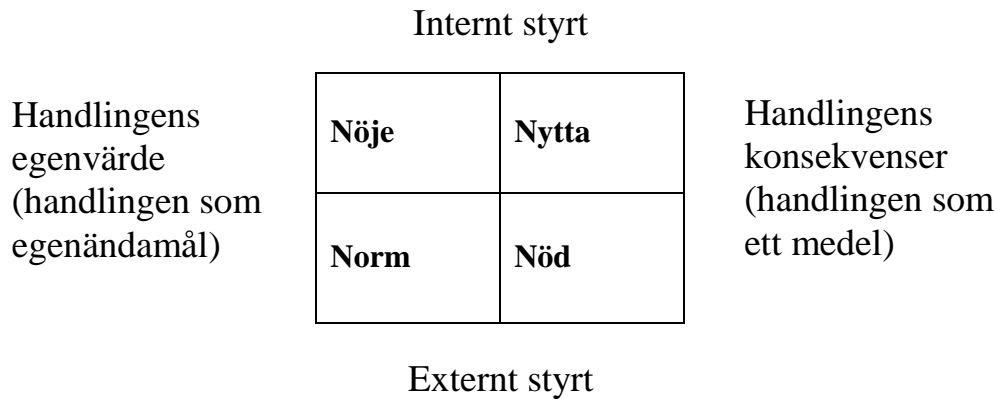 Internt styrt
Handlingens
egenvärde
(handlingen som
egenändamål)
Nöje Nytta
Norm Nöd
Handlingens
konsekvenser
(handlingen som
ett medel)
Externt styrt